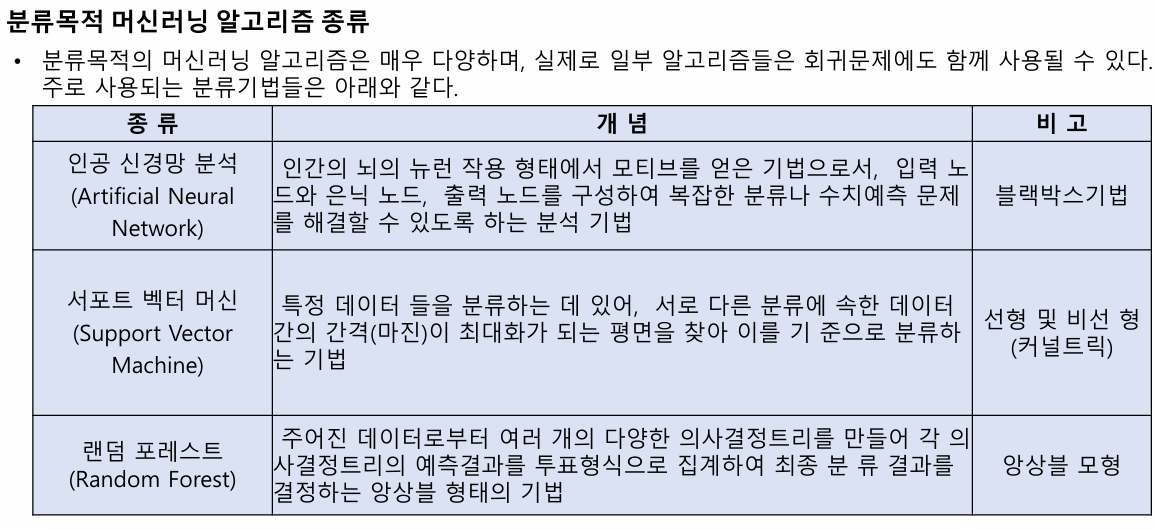 분류목적 머신러닝 알고리즘 종류
• 분류목적의 머신러닝 알고리즘은 매우 다양하며, 실제로 일부 알고리즘들은 회귀문제에도 함께 사용될 수 있다.
주로 사용되는 분류기법들은 아래와 같다.
종 류 개 념 비 고
인공 신경망 분석
(Artificial Neural
Network)
인간의 뇌의 뉴런 작용 형태에서 모티브를 얻은 기법으로서, 입력 노
드와 은닉 노드, 출력 노드를 구성하여 복잡한 분류나 수치예측 문제
를 해결할 수 있도록 하는 분석 기법
블랙박스기법
서포트 벡터 머신
(Support Vector
Machine)
특정 데이터 들을 분류하는 데 있어, 서로 다른 분류에 속한 데이터
간의 간격(마진)이 최대화가 되는 평면을 찾아 이를 기 준으로 분류하
는 기법
선형 및 비선 형
(커널트릭)
랜덤 포레스트
(Random Forest)
주어진 데이터로부터 여러 개의 다양한 의사결정트리를 만들어 각 의
사결정트리의 예측결과를 투표형식으로 집계하여 최종 분 류 결과를
결정하는 앙상블 형태의 기법
앙상블 모형